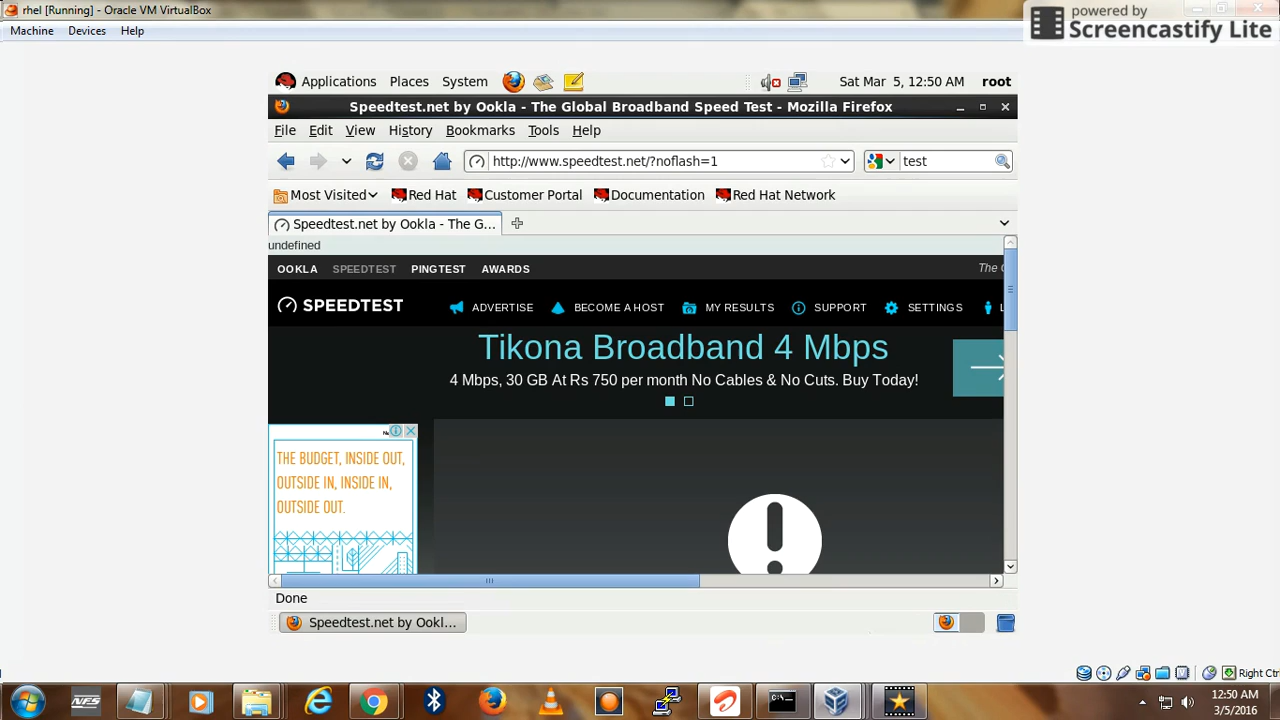 rhel [Running] - Oracle VM VirtualBox
powered by
Screencastify Lite
Machine Devices Help
Applications Places System Sat Mar 5, 12:50 AM root
Speedtest.net by Ookla - The Global Broadband Speed Test - Mozilla Firefox
File Edit View History Bookmarks Tools Help
http://www.speedtest.net/?noflash=1 test
Most Visited Red Hat Customer Portal Documentation Red Hat Network
Speedtest.net by Ookla - The G...
undefined
OOKLA SPEEDTEST PINGTEST AWARDS The
SPEEDTEST ADVERTISE BECOME A HOST MY RESULTS SUPPORT SETTINGS L
Tikona Broadband 4 Mbps
4 Mbps, 30 GB At Rs 750 per month No Cables & No Cuts. Buy Today!
THE BUDGET, INSIDE OUT,
OUTSIDE IN, INSIDE IN,
OUTSIDE OUT.
Done
Speedtest.net by Ookl...
Right Ctrl
NFS
C:\
12:50 AM
3/5/2016